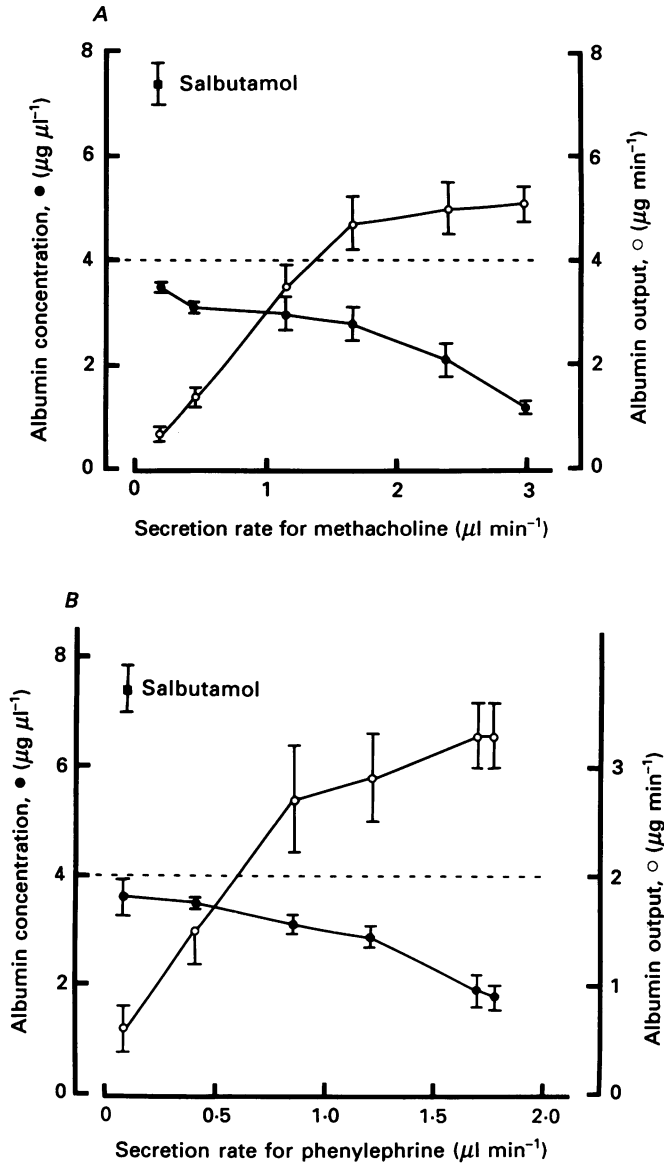 A
8
6
4
2
0
Albumin concentration, ● (μg μl⁻¹)
Salbutamol
8
6
4
2
0
Albumin output, ○ (μg min⁻¹)
0 1 2 3
Secretion rate for methacholine (μl min⁻¹)
B
8
6
4
2
0
Albumin concentration, ● (μg μl⁻¹)
Salbutamol
3
2
1
0
Albumin output, ○ (μg min⁻¹)
0 0·5 1·0 1·5 2·0
Secretion rate for phenylephrine (μl min⁻¹)